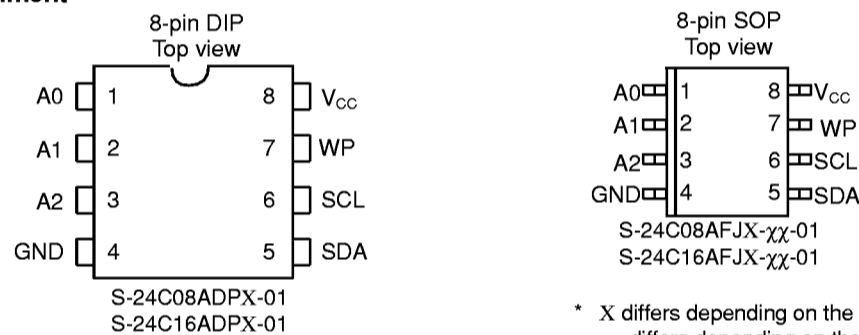 8-pin DIP
Top view
A0 1 8 VCC
A1 2 7 WP
A2 3 6 SCL
GND 4 5 SDA
S-24C08ADPX-01
S-24C16ADPX-01
8-pin SOP
Top view
A0 1 8 VCC
A1 2 7 WP
A2 3 6 SCL
GND 4 5 SDA
S-24C08AFJX-χχ-01
S-24C16AFJX-χχ-01
* X differs depending on the